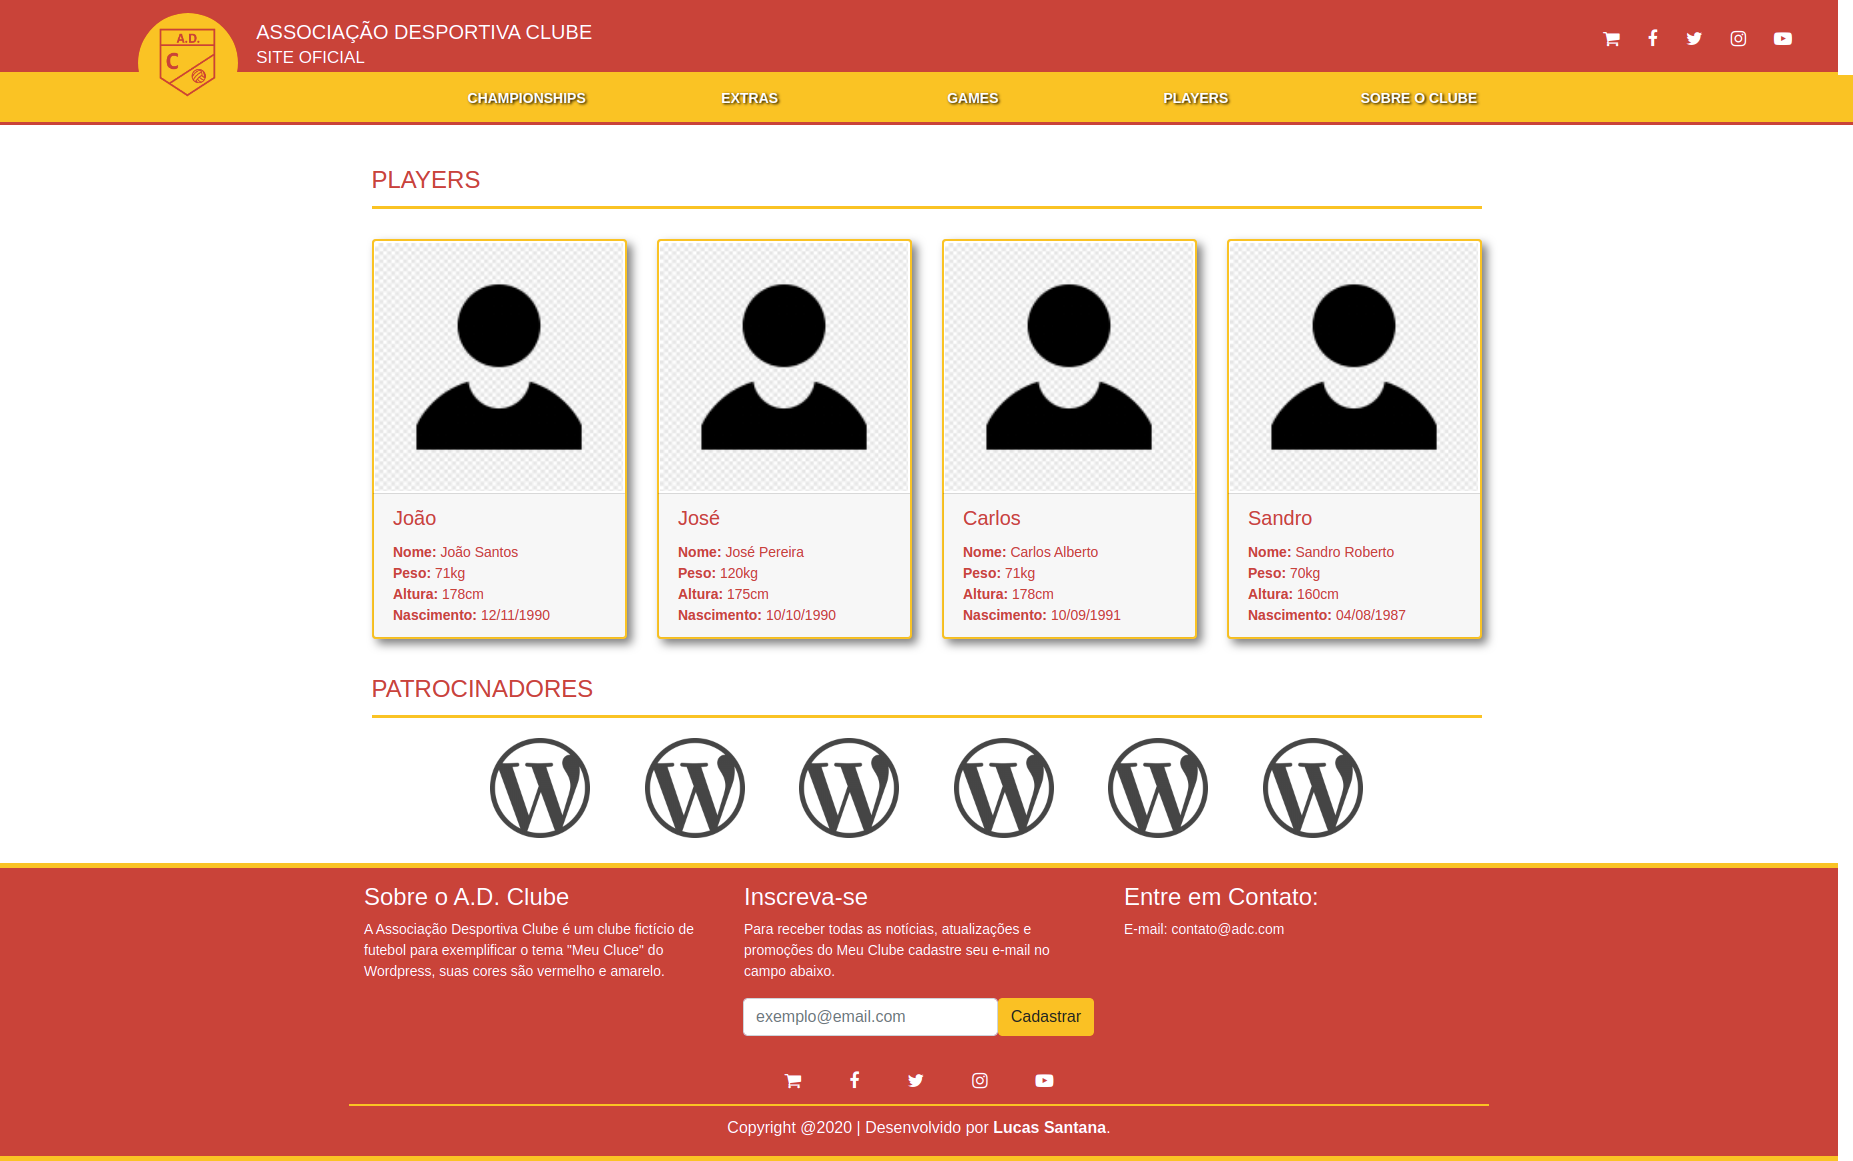 A.D.
C
ASSOCIAÇÃO DESPORTIVA CLUBE
SITE OFICIAL
CHAMPIONSHIPS EXTRAS GAMES PLAYERS SOBRE O CLUBE
PLAYERS
João
Nome: João Santos
Peso: 71kg
Altura: 178cm
Nascimento: 12/11/1990
José
Nome: José Pereira
Peso: 120kg
Altura: 175cm
Nascimento: 10/10/1990
Carlos
Nome: Carlos Alberto
Peso: 71kg
Altura: 178cm
Nascimento: 10/09/1991
Sandro
Nome: Sandro Roberto
Peso: 70kg
Altura: 160cm
Nascimento: 04/08/1987
PATROCINADORES
Sobre o A.D. Clube
A Associação Desportiva Clube é um clube fictício de
futebol para exemplificar o tema "Meu Cluce" do
Wordpress, suas cores são vermelho e amarelo.
Inscreva-se
Para receber todas as notícias, atualizações e
promoções do Meu Clube cadastre seu e-mail no
campo abaixo.
exemplo@email.com Cadastrar
Entre em Contato:
E-mail: contato@adc.com
Copyright @2020 | Desenvolvido por Lucas Santana.